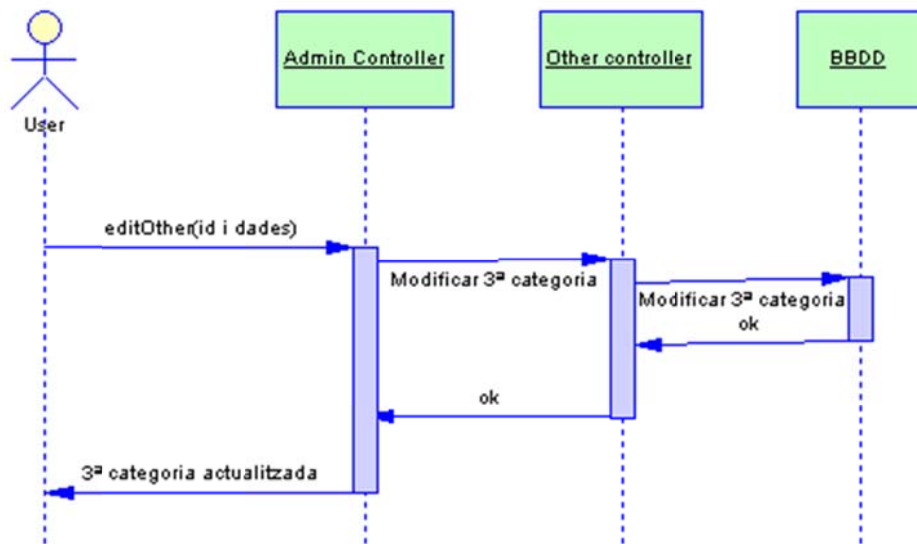 User
Admin Controller
Other controller
BBDD
editOther(id i dades)
Modificar 3ª categoria
Modificar 3ª categoria
ok
ok
3ª categoria actualitzada